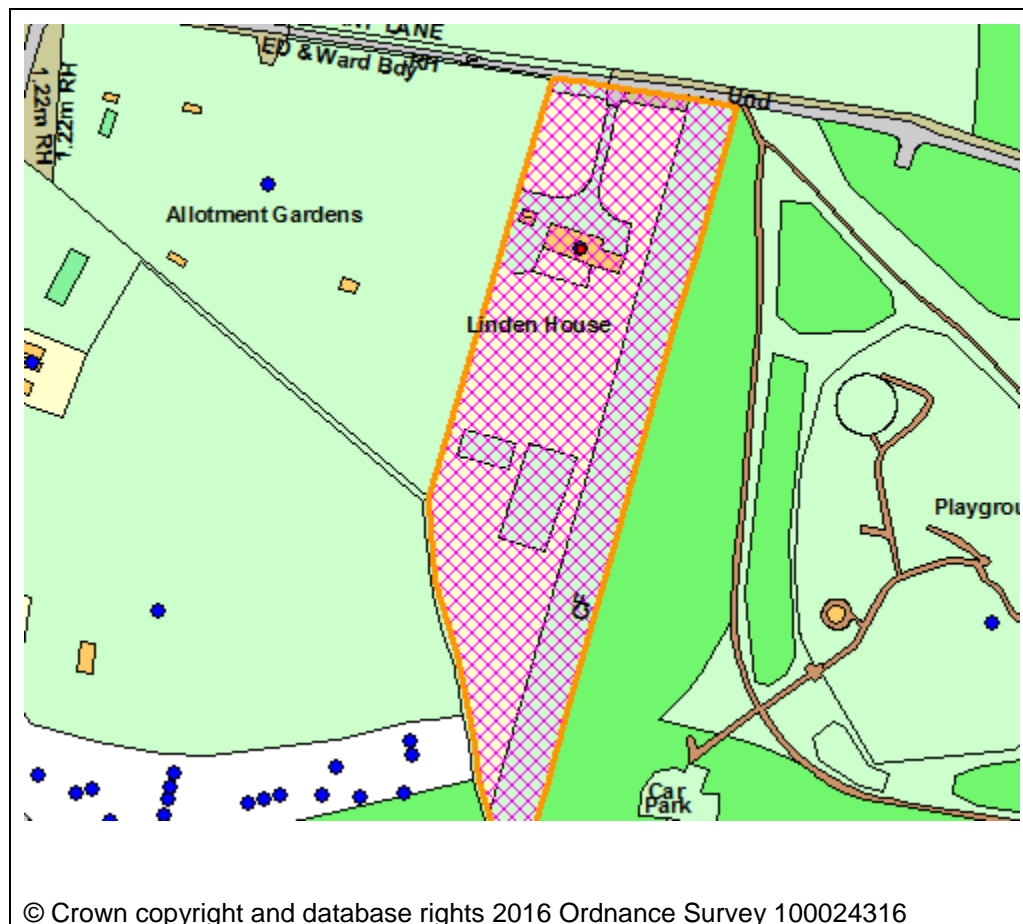 LANE
ED & Ward Bdy
RH
Und
1.22m RH
1.22m RH
Allotment Gardens
Linden House
Playgrou
Car
Park
© Crown copyright and database rights 2016 Ordnance Survey 100024316